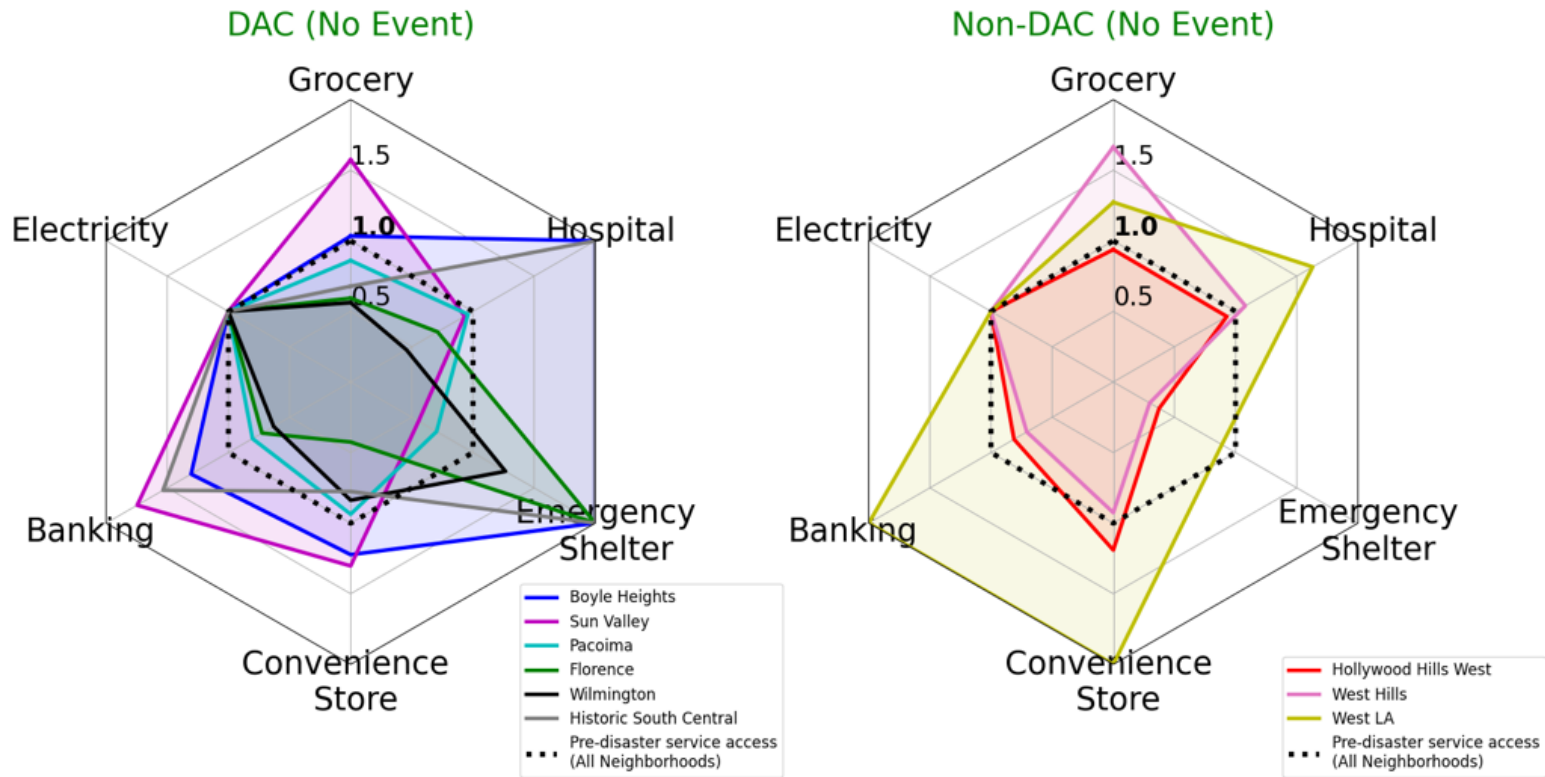 DAC (No Event)
Grocery
1.5
1.0
0.5
Electricity
Hospital
Banking
Emergency
Shelter
Convenience
Store
Boyle Heights
Sun Valley
Pacoima
Florence
Wilmington
Historic South Central
Pre-disaster service access
(All Neighborhoods)
Non-DAC (No Event)
Grocery
1.5
1.0
0.5
Electricity
Hospital
Banking
Emergency
Shelter
Convenience
Store
Hollywood Hills West
West Hills
West LA
Pre-disaster service access
(All Neighborhoods)